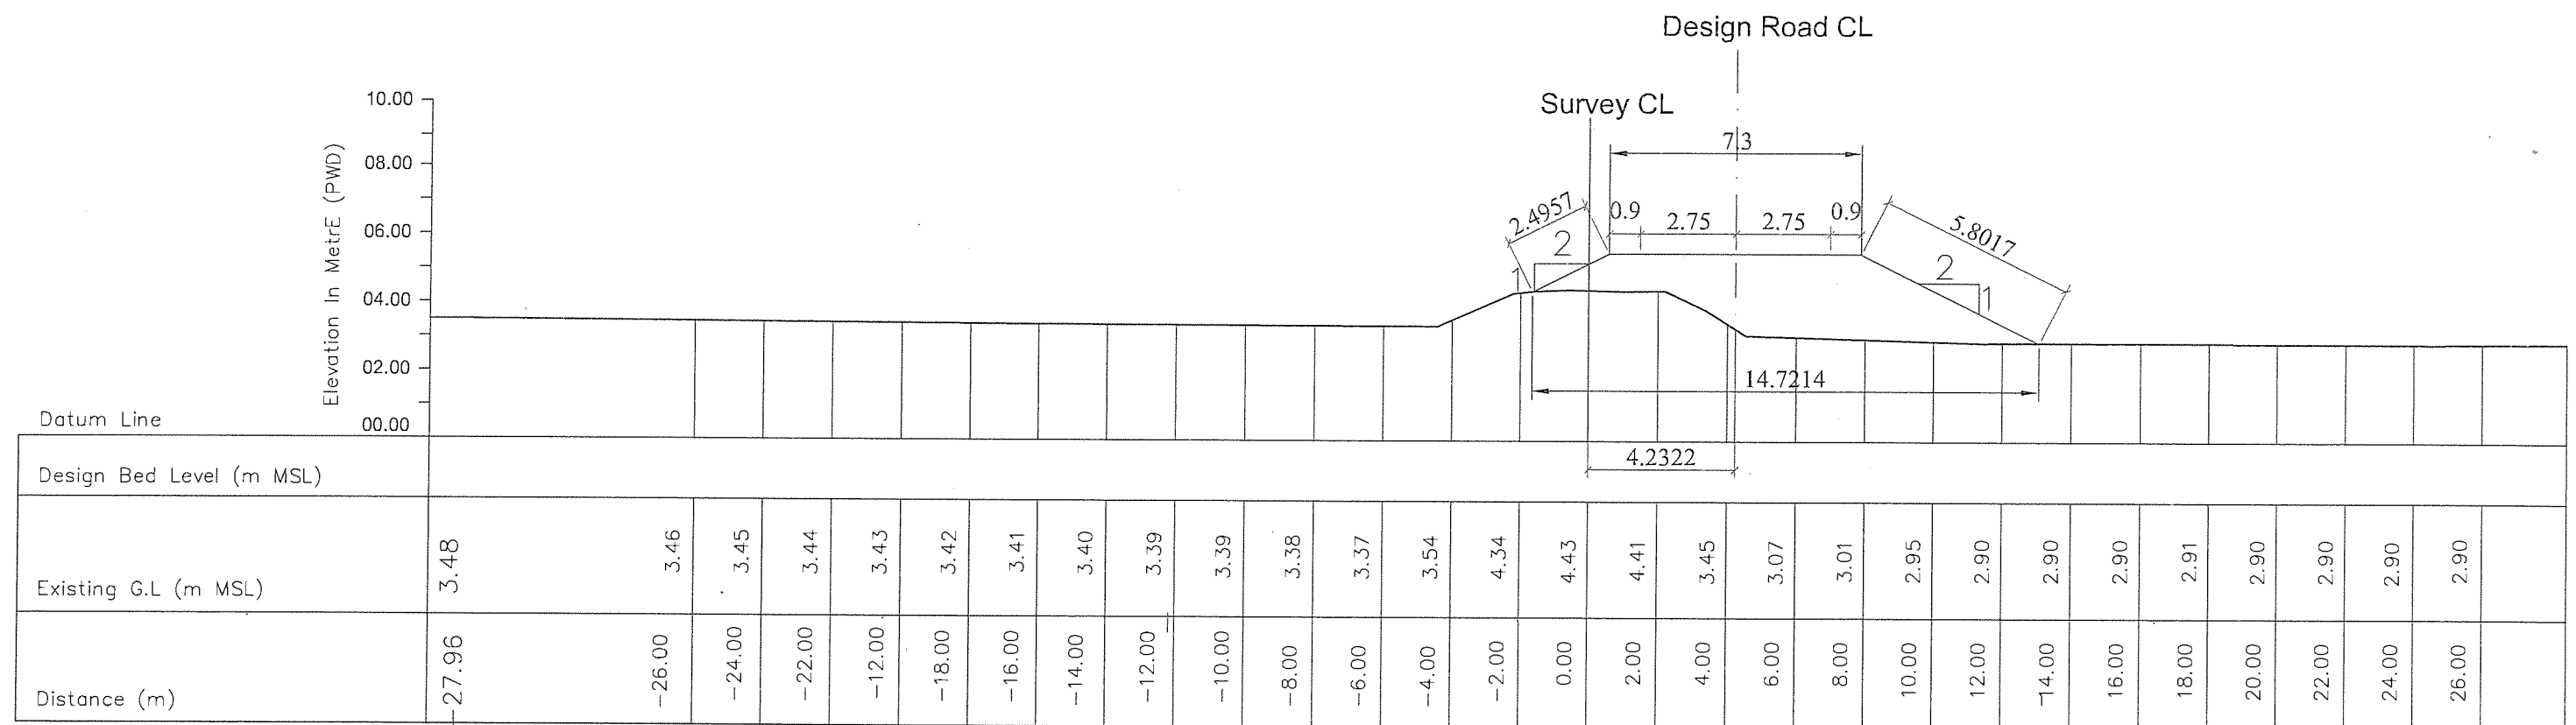 Design Road CL
Survey CL
10.00
08.00
06.00
04.00
02.00
00.00
Elevation In MetrE (PWD)
7.3
2.4957
0.9
2.75
2.75
0.9
5.8017
2
1
2
1
14.7214
4.2322
Datum Line
Design Bed Level (m MSL)
Existing G.L (m MSL)
3.48 3.46 3.45 3.44 3.43 3.42 3.41 3.40 3.39 3.39 3.38 3.37 3.54 4.34 4.43 4.41 3.45 3.07 3.01 2.95 2.90 2.90 2.90 2.91 2.90 2.90 2.90 2.90
Distance (m)
-27.96 -26.00 -24.00 -22.00 -12.00 -18.00 -16.00 -14.00 -12.00 -10.00 -8.00 -6.00 -4.00 -2.00 0.00 2.00 4.00 6.00 8.00 10.00 12.00 -14.00 16.00 18.00 20.00 22.00 24.00 26.00